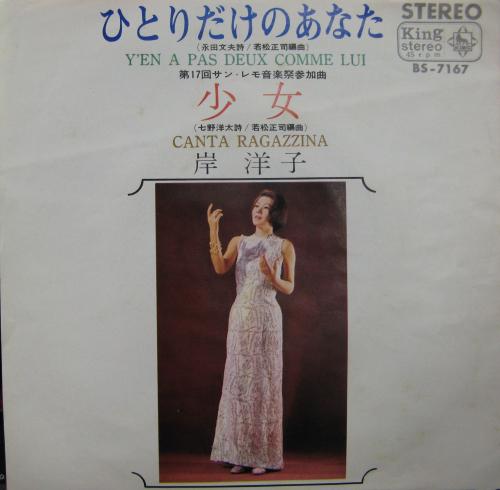 ひとりだけのあなた
STEREO
King
stereo
45 rpm
BS-7167
(永田文夫詩/若松正司編曲)
Y'EN A PAS DEUX COMME LUI
第17回サン・レモ音楽祭参加曲
少女
(七野洋太詩/若松正司編曲)
CANTA RAGAZZINA
岸洋子